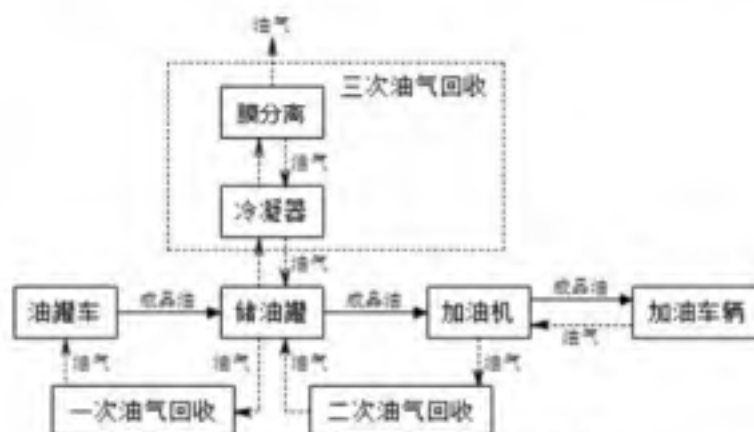 油气
三次油气回收
膜分离
油气
冷凝器
油气
油罐车
成品油
储油罐
成品油
加油机
成品油
油气
加油车辆
油气
油气
油气
油气
一次油气回收
二次油气回收